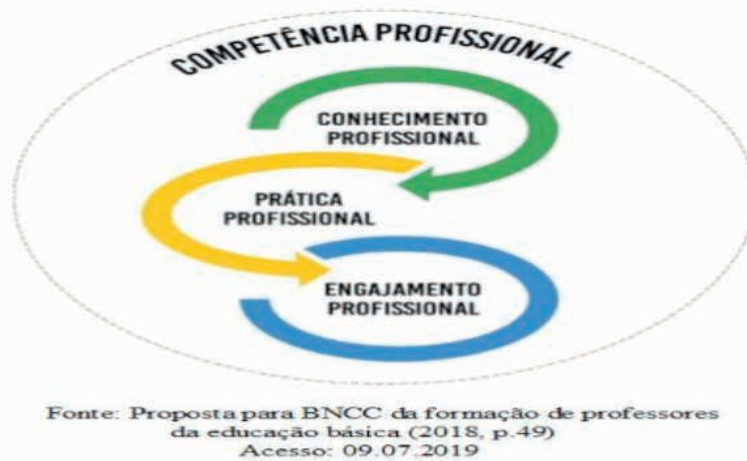 COMPETÊNCIA PROFISSIONAL
CONHECIMENTO
PROFISSIONAL
PRÁTICA
PROFISSIONAL
ENGAJAMENTO
PROFISSIONAL
Fonte: Proposta para BNCC da formação de professores
da educação básica (2018, p.49)
Acesso: 09.07.2019